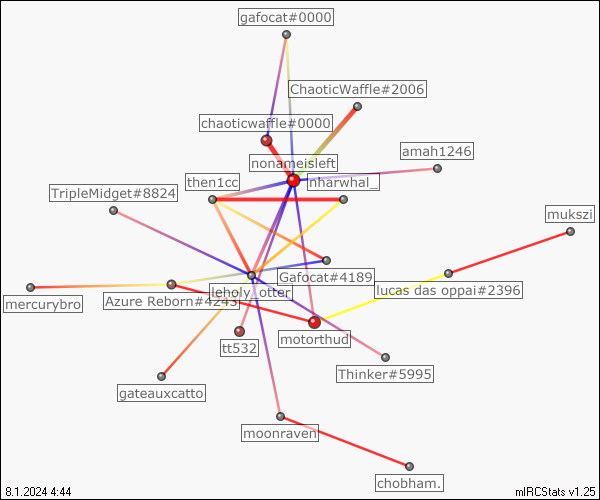 gafocat#0000
ChaoticWaffle#2006
chaoticwaffle#0000
nonameisleft
amah1246
then1cc
nharwhal_
TripleMidget#8824
mukszi
Gafocat#4189
leholy_otter
lucas das oppai#2396
mercurybro
Azure Reborn#4243
motorthud
tt532
Thinker#5995
gateauxcatto
moonraven
chobham.
8.1.2024 4:44
mIRCStats v1.25